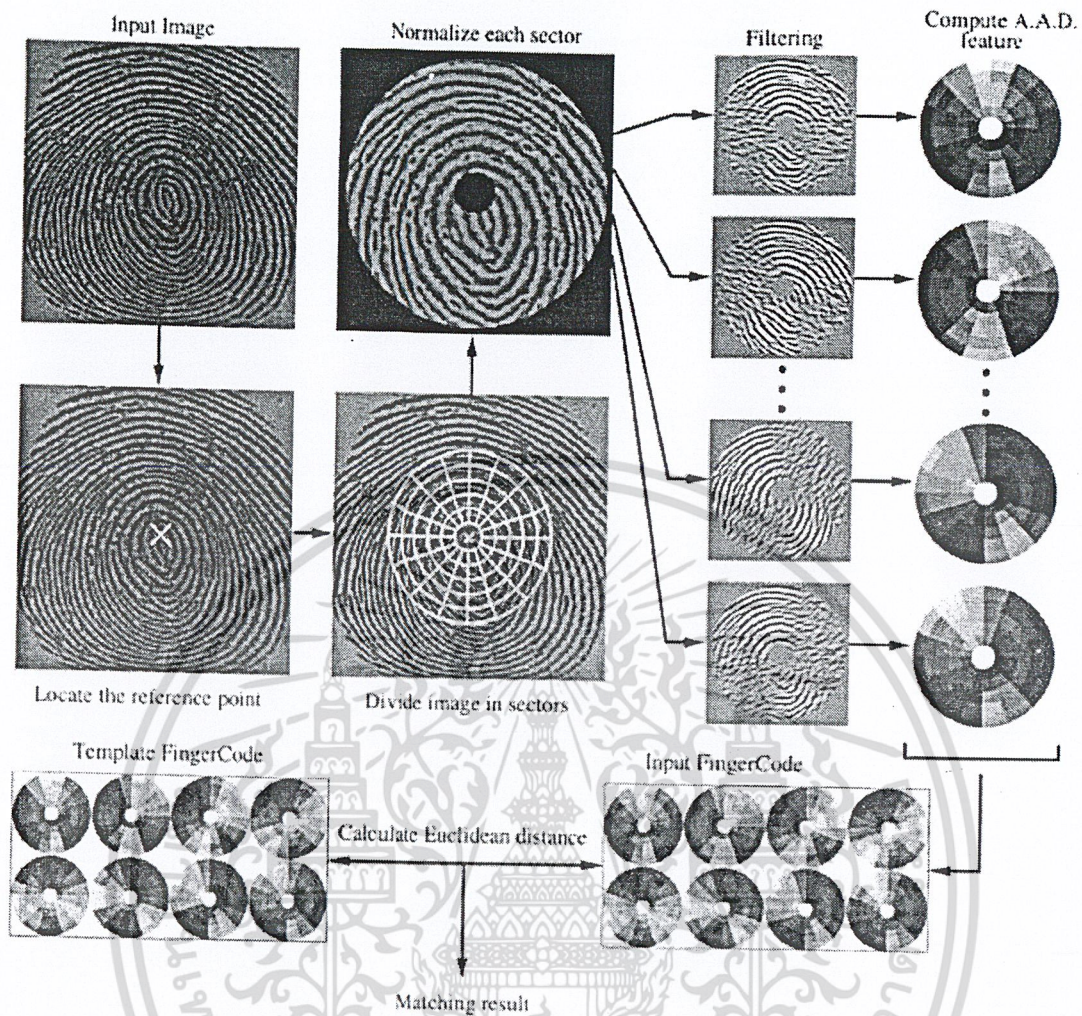 Input Image
Normalize each sector
Filtering
Compute A.A.D.
feature
Locate the reference point
Divide image in sectors
Template FingerCode
Input FingerCode
Calculate Euclidean distance
Matching result